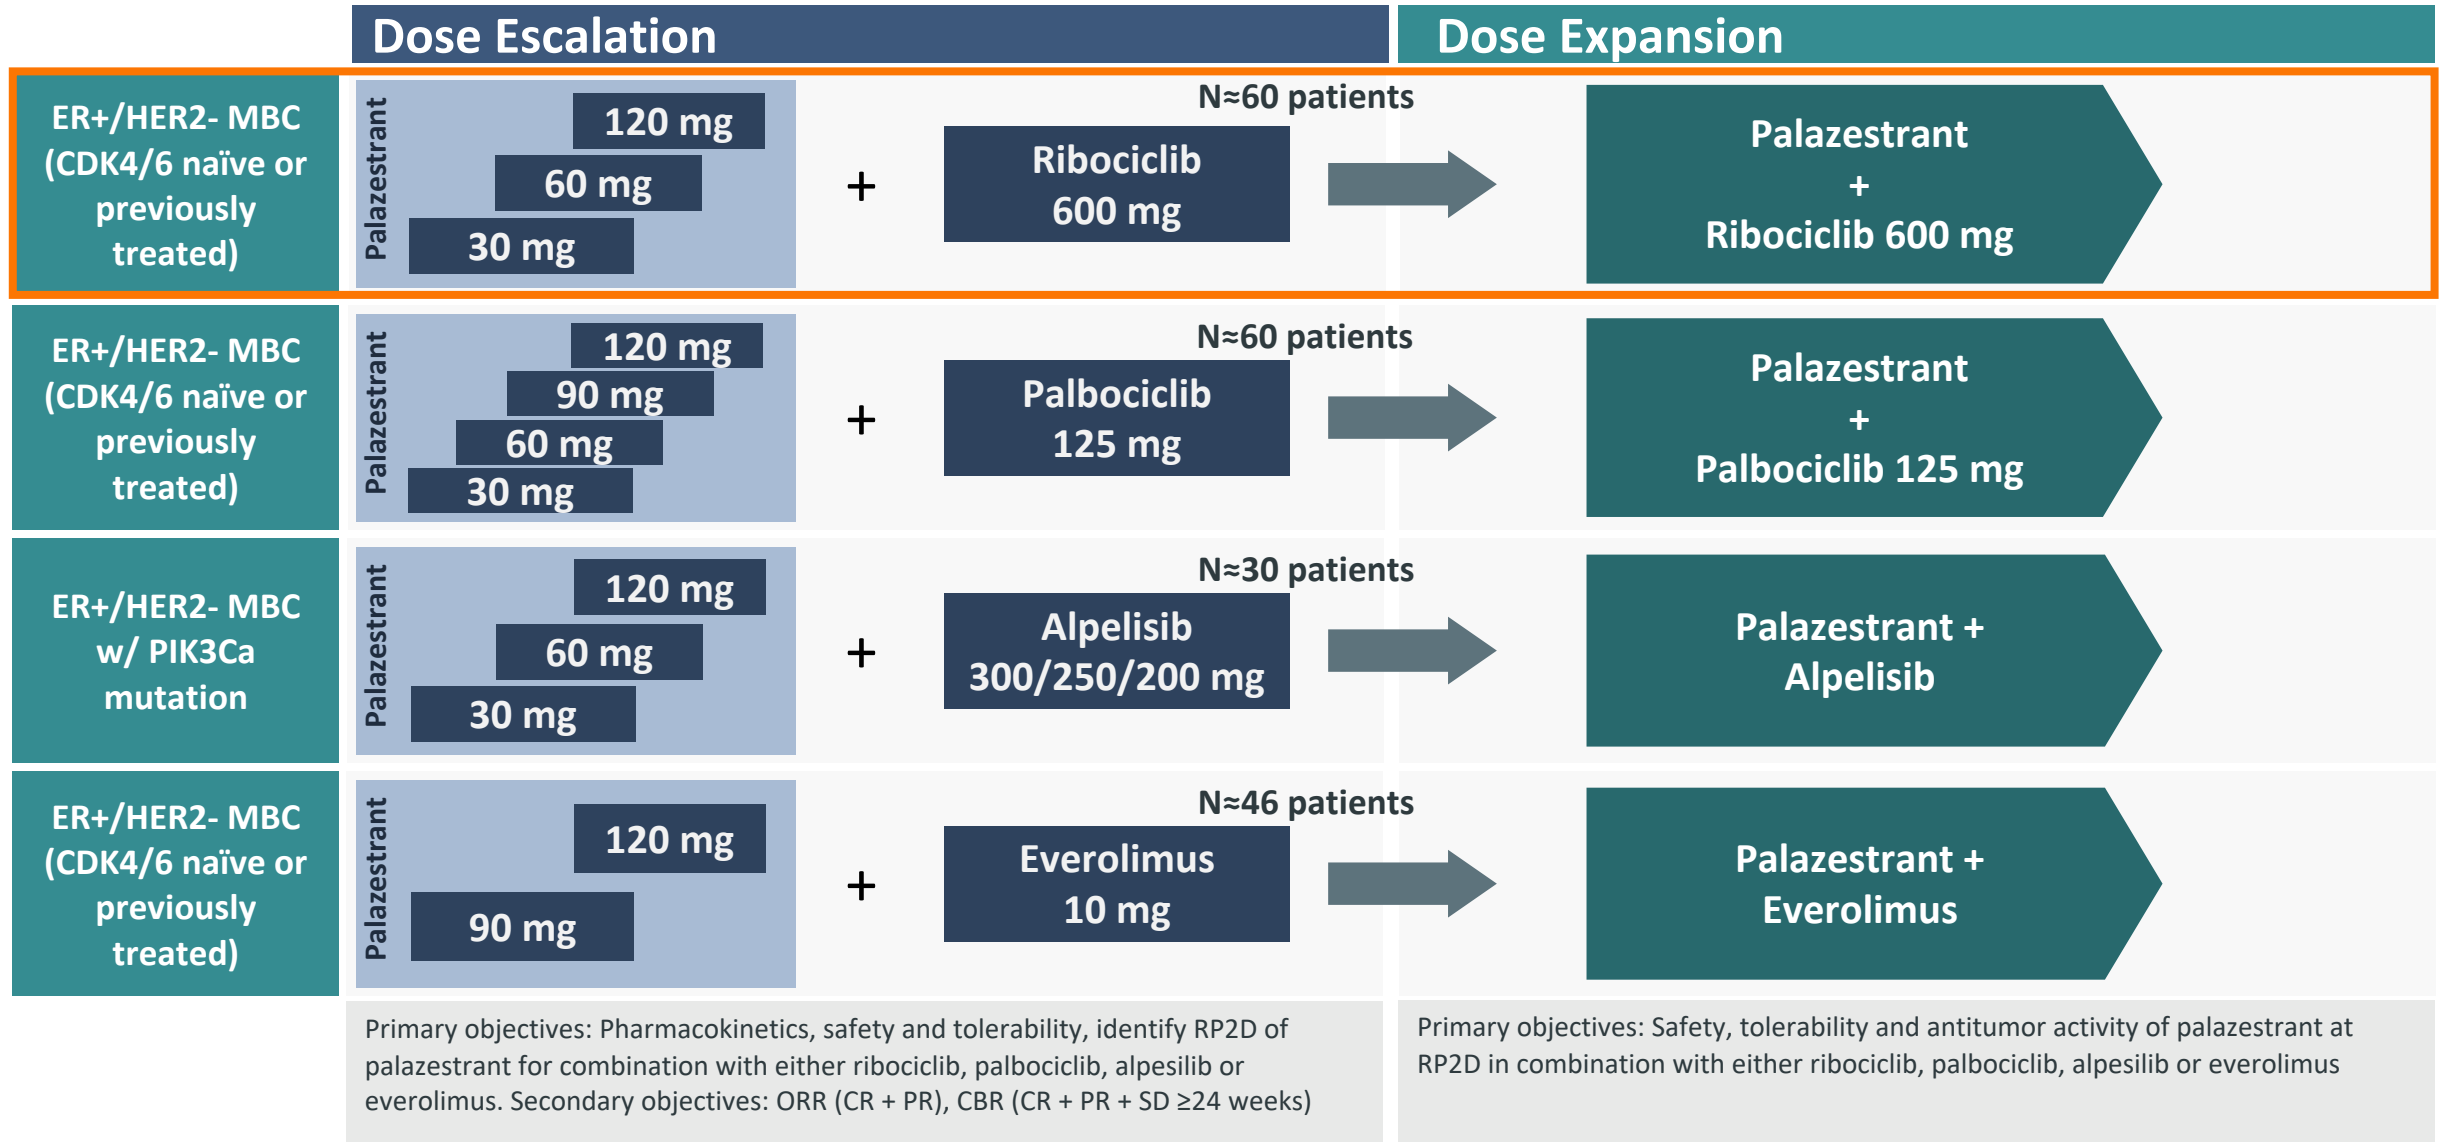 Dose Escalation
Dose Expansion
ER+/HER2- MBC
(CDK4/6 naïve or
previously
treated)
Palazestrant
120 mg
60 mg
30 mg
+
Ribociclib
600 mg
N≈60 patients
Palazestrant
+
Ribociclib 600 mg
ER+/HER2- MBC
(CDK4/6 naïve or
previously
treated)
Palazestrant
120 mg
90 mg
60 mg
30 mg
+
Palbociclib
125 mg
N≈60 patients
Palazestrant
+
Palbociclib 125 mg
ER+/HER2- MBC
w/ PIK3Ca
mutation
Palazestrant
120 mg
60 mg
30 mg
+
Alpelisib
300/250/200 mg
N≈30 patients
Palazestrant +
Alpelisib
ER+/HER2- MBC
(CDK4/6 naïve or
previously
treated)
Palazestrant
120 mg
90 mg
+
Everolimus
10 mg
N≈46 patients
Palazestrant +
Everolimus
Primary objectives: Pharmacokinetics, safety and tolerability, identify RP2D of
palazestrant for combination with either ribociclib, palbociclib, alpesilib or
everolimus. Secondary objectives: ORR (CR + PR), CBR (CR + PR + SD ≥24 weeks)
Primary objectives: Safety, tolerability and antitumor activity of palazestrant at
RP2D in combination with either ribociclib, palbociclib, alpesilib or everolimus